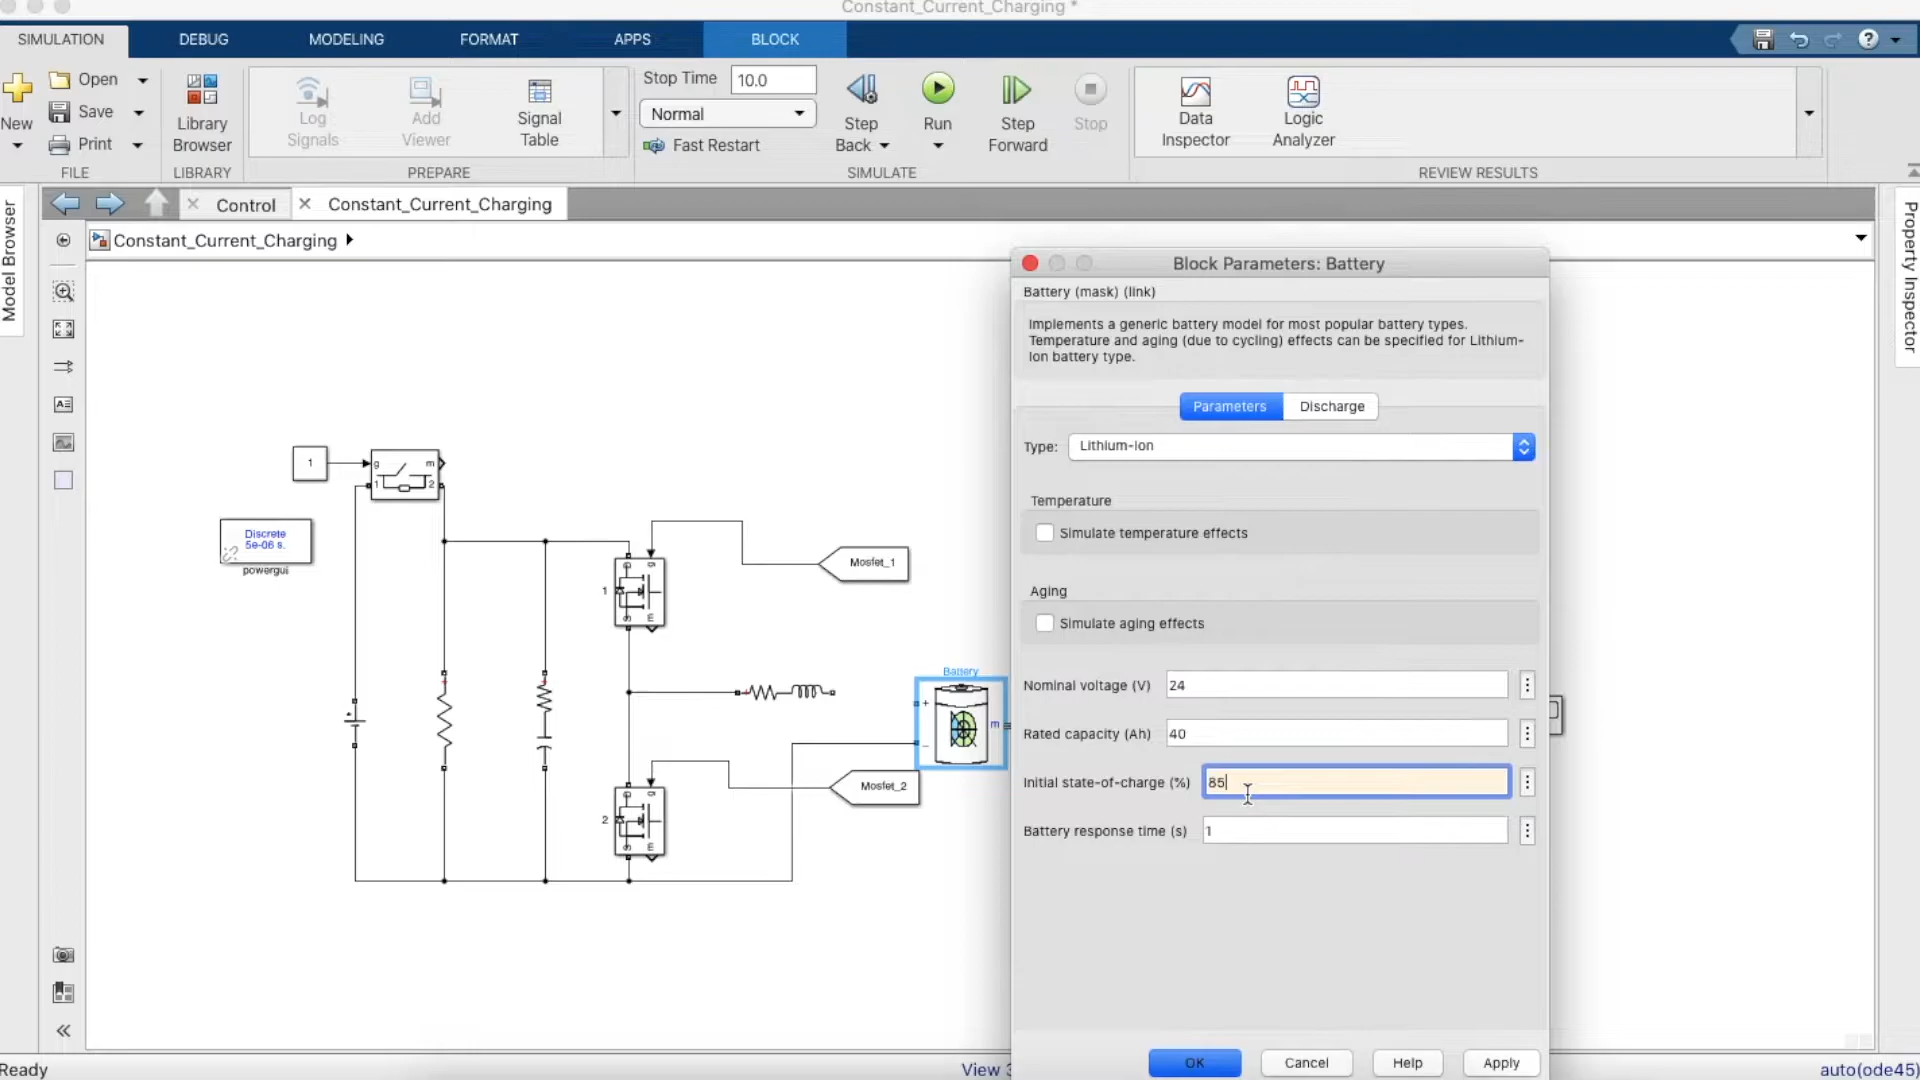 Constant_Current_Charging *
SIMULATION DEBUG MODELING FORMAT APPS BLOCK
New
Open
Save
Print
FILE
Library Browser
LIBRARY
Log Signals
Add Viewer
Signal Table
PREPARE
Stop Time 10.0
Normal
Fast Restart
Step Back
Run
Step Forward
Stop
SIMULATE
Data Inspector
Logic Analyzer
REVIEW RESULTS
Model Browser
Property Inspector
Control
Constant_Current_Charging
Constant_Current_Charging
Block Parameters: Battery
Battery (mask) (link)
Implements a generic battery model for most popular battery types.
Temperature and aging (due to cycling) effects can be specified for Lithium-
Ion battery type.
Parameters Discharge
Type: Lithium-Ion
Temperature
Simulate temperature effects
Aging
Simulate aging effects
Nominal voltage (V) 24
Rated capacity (Ah) 40
Initial state-of-charge (%) 85
Battery response time (s) 1
OK Cancel Help Apply
1
g m
1 2
Discrete
5e-06 s.
powergui
Mosfet_1
1
Battery
+
m
_
Mosfet_2
2
Ready
View
auto(ode45)